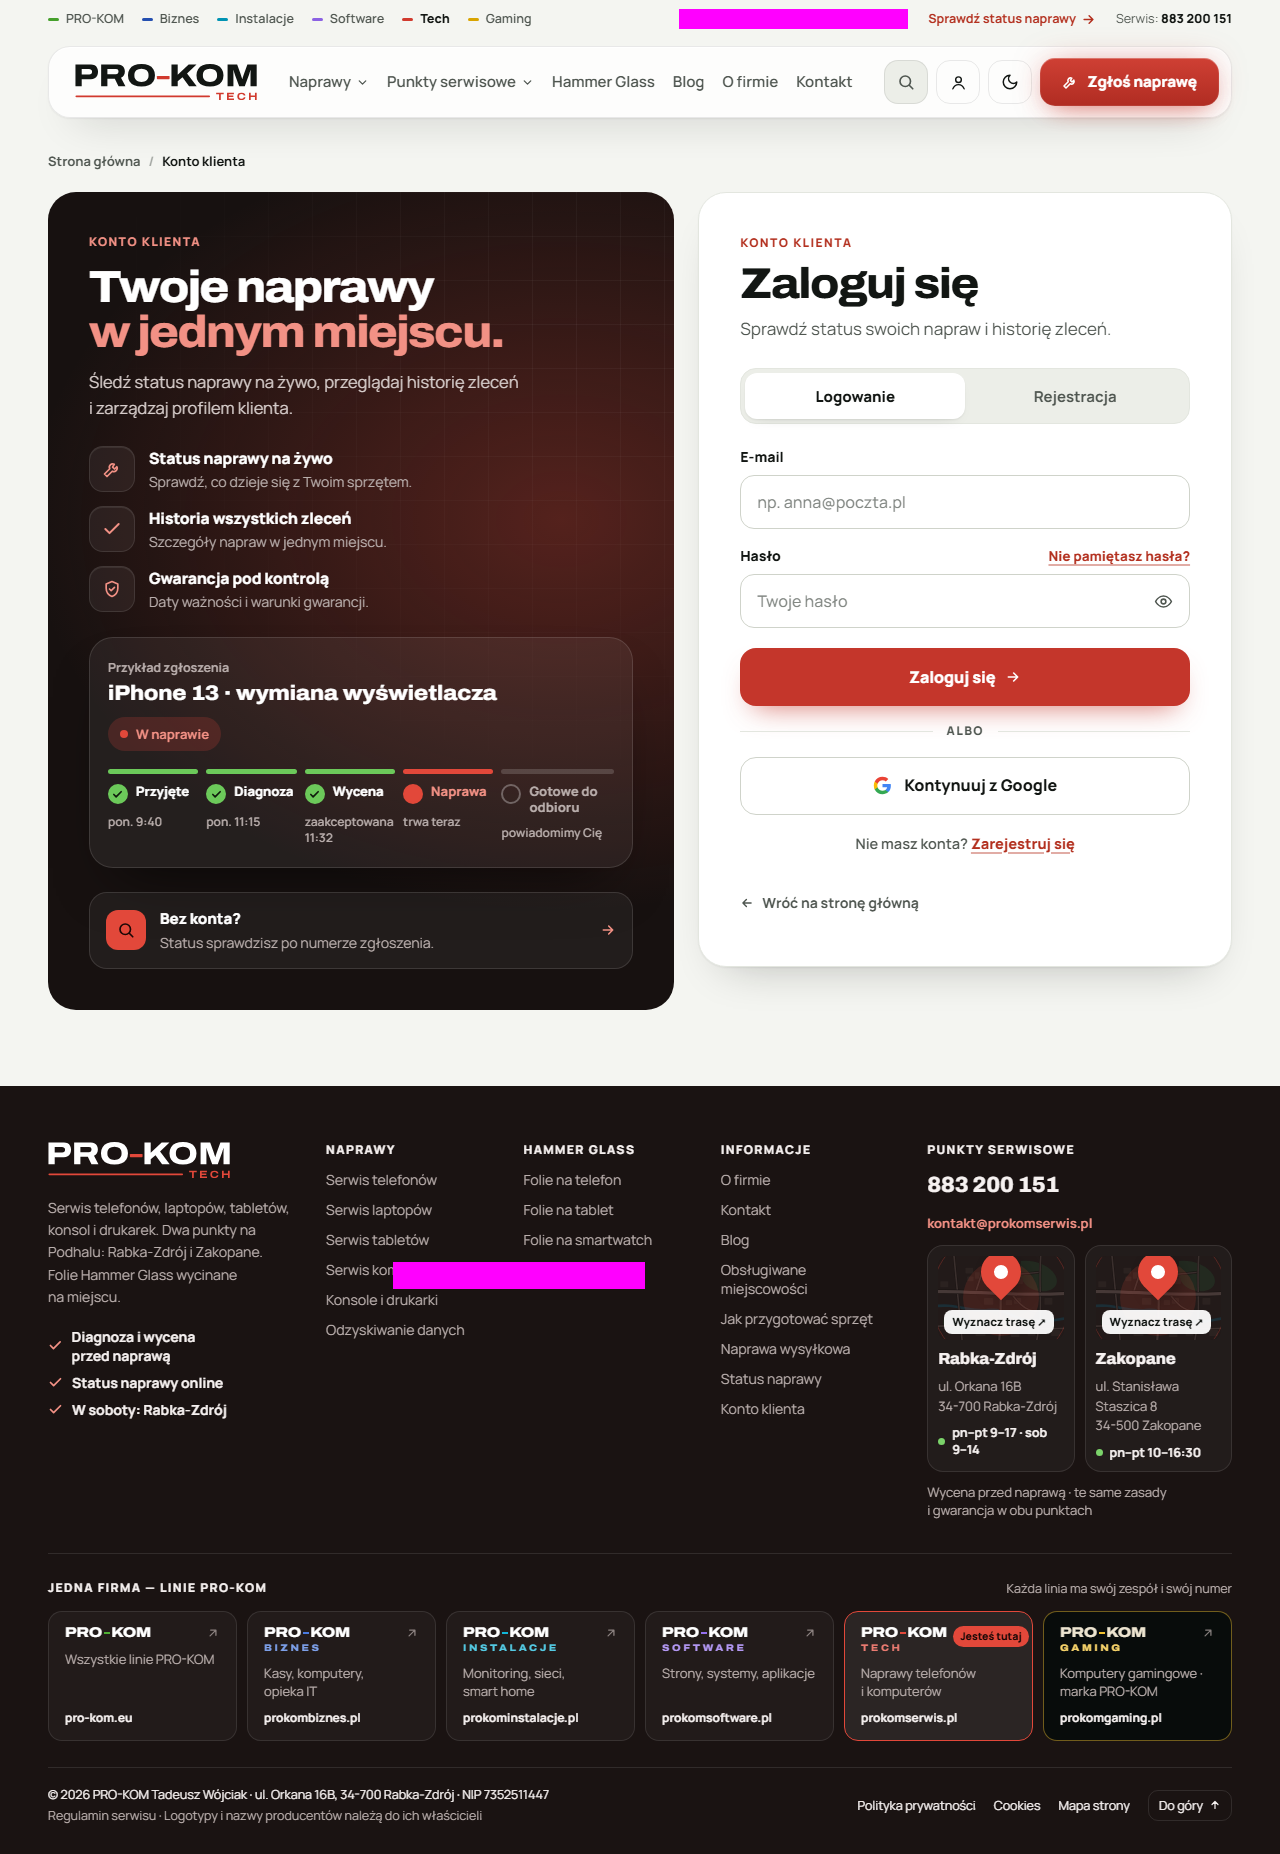 PRO-KOM
Biznes
Instalacje
Software
Tech
Gaming
Sprawdź status naprawy →
Serwis: 883 200 151
PRO-KOM
TECH
Naprawy
Punkty serwisowe
Hammer Glass
Blog
O firmie
Kontakt
Zgłoś naprawę
Strona główna / Konto klienta
KONTO KLIENTA
Twoje naprawy
w jednym miejscu.
Śledź status naprawy na żywo, przeglądaj historię zleceń
i zarządzaj profilem klienta.
Status naprawy na żywo
Sprawdź, co dzieje się z Twoim sprzętem.
Historia wszystkich zleceń
Szczegóły napraw w jednym miejscu.
Gwarancja pod kontrolą
Daty ważności i warunki gwarancji.
Przykład zgłoszenia
iPhone 13 · wymiana wyświetlacza
W naprawie
Przyjęte
pon. 9:40
Diagnoza
pon. 11:15
Wycena
zaakceptowana
11:32
Naprawa
trwa teraz
Gotowe do
odbioru
powiadomimy Cię
Bez konta?
Status sprawdzisz po numerze zgłoszenia.
→
KONTO KLIENTA
Zaloguj się
Sprawdź status swoich napraw i historię zleceń.
Logowanie
Rejestracja
E-mail
np. anna@poczta.pl
Hasło
Nie pamiętasz hasła?
Twoje hasło
Zaloguj się →
ALBO
Kontynuuj z Google
Nie masz konta? Zarejestruj się
← Wróć na stronę główną
PRO-KOM
TECH
Serwis telefonów, laptopów, tabletów,
konsol i drukarek. Dwa punkty na
Podhalu: Rabka-Zdrój i Zakopane.
Folie Hammer Glass wycinane
na miejscu.
Diagnoza i wycena
przed naprawą
Status naprawy online
W soboty: Rabka-Zdrój
NAPRAWY
Serwis telefonów
Serwis laptopów
Serwis tabletów
Serwis
Konsole i drukarki
Odzyskiwanie danych
HAMMER GLASS
Folie na telefon
Folie na tablet
Folie na smartwatch
INFORMACJE
O firmie
Kontakt
Blog
Obsługiwane
miejscowości
Jak przygotować sprzęt
Naprawa wysyłkowa
Status naprawy
Konto klienta
PUNKTY SERWISOWE
883 200 151
kontakt@prokomserwis.pl
Wyznacz trasę ↗
Rabka-Zdrój
ul. Orkana 16B
34-700 Rabka-Zdrój
pn–pt 9–17 · sob
9–14
Wyznacz trasę ↗
Zakopane
ul. Stanisława
Staszica 8
34-500 Zakopane
pn–pt 10–16:30
Wycena przed naprawą · te same zasady
i gwarancja w obu punktach
JEDNA FIRMA — LINIE PRO-KOM
Każda linia ma swój zespół i swój numer
PRO-KOM
Wszystkie linie PRO-KOM
pro-kom.eu
PRO-KOM
BIZNES
Kasy, komputery,
opieka IT
prokombiznes.pl
PRO-KOM
INSTALACJE
Monitoring, sieci,
smart home
prokominstalacje.pl
PRO-KOM
SOFTWARE
Strony, systemy, aplikacje
prokomsoftware.pl
PRO-KOM
TECH
Jesteś tutaj
Naprawy telefonów
i komputerów
prokomserwis.pl
PRO-KOM
GAMING
Komputery gamingowe ·
marka PRO-KOM
prokomgaming.pl
© 2026 PRO-KOM Tadeusz Wójciak · ul. Orkana 16B, 34-700 Rabka-Zdrój · NIP 7352511447
Regulamin serwisu · Logotypy i nazwy producentów należą do ich właścicieli
Polityka prywatności
Cookies
Mapa strony
Do góry ↑